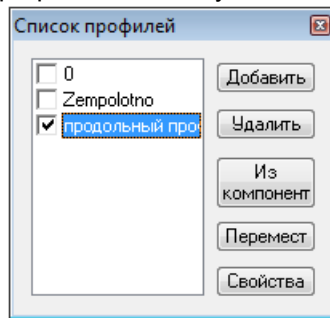 Список профилей
0
Добавить
Zempolotno
продольный про
Удалить
Из
компонент
Перемест
Свойства